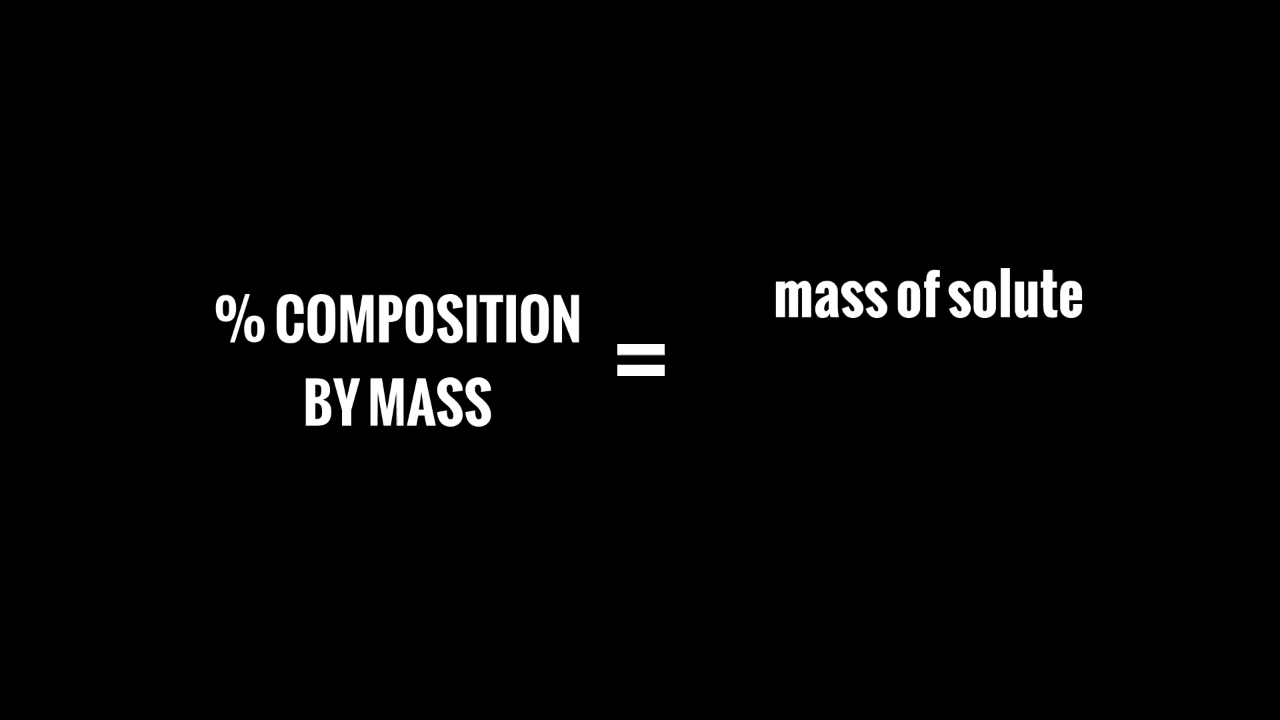 % COMPOSITION
BY MASS
=
mass of solute